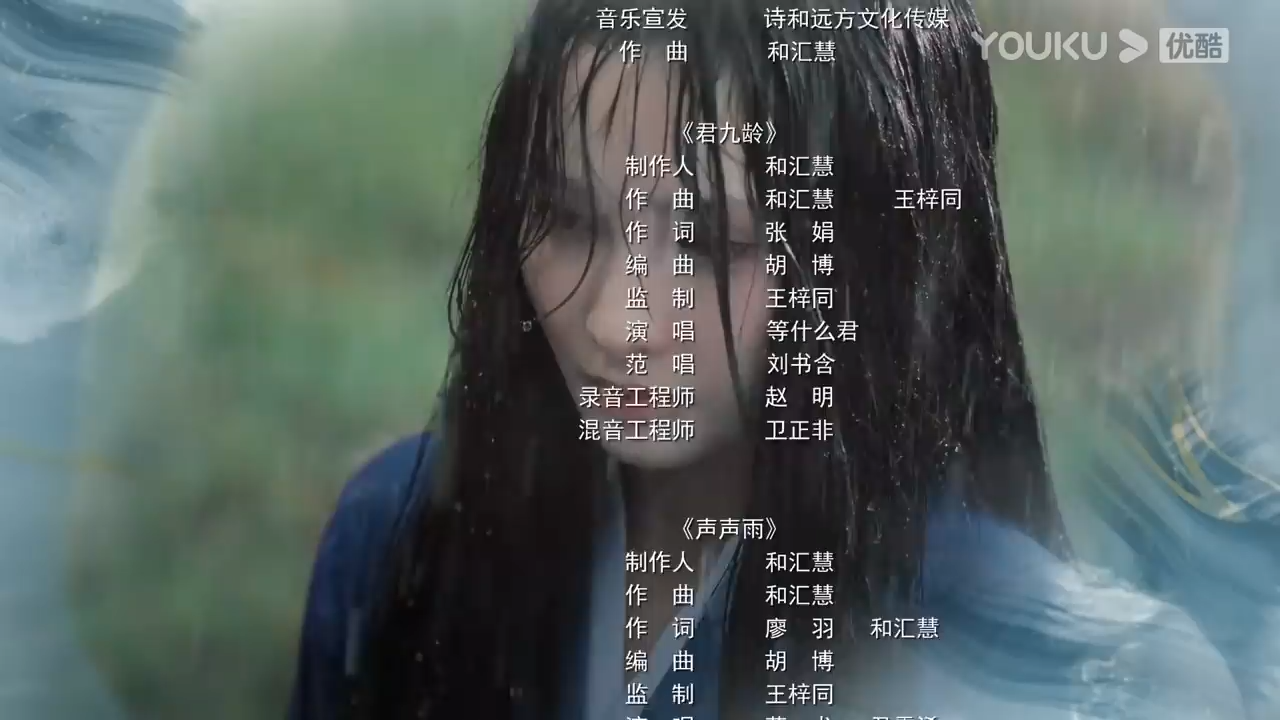 音乐宣发 诗和远方文化传媒
YOUKU 优酷
作 曲 和汇慧
《君九龄》
制作人 和汇慧
作 曲 和汇慧 王梓同
作 词 张 娟
编 曲 胡 博
监 制 王梓同
演 唱 等什么君
范 唱 刘书含
录音工程师 赵 明
混音工程师 卫正非
《声声雨》
制作人 和汇慧
作 曲 和汇慧
作 词 廖 羽 和汇慧
编 曲 胡 博
监 制 王梓同
演 唱